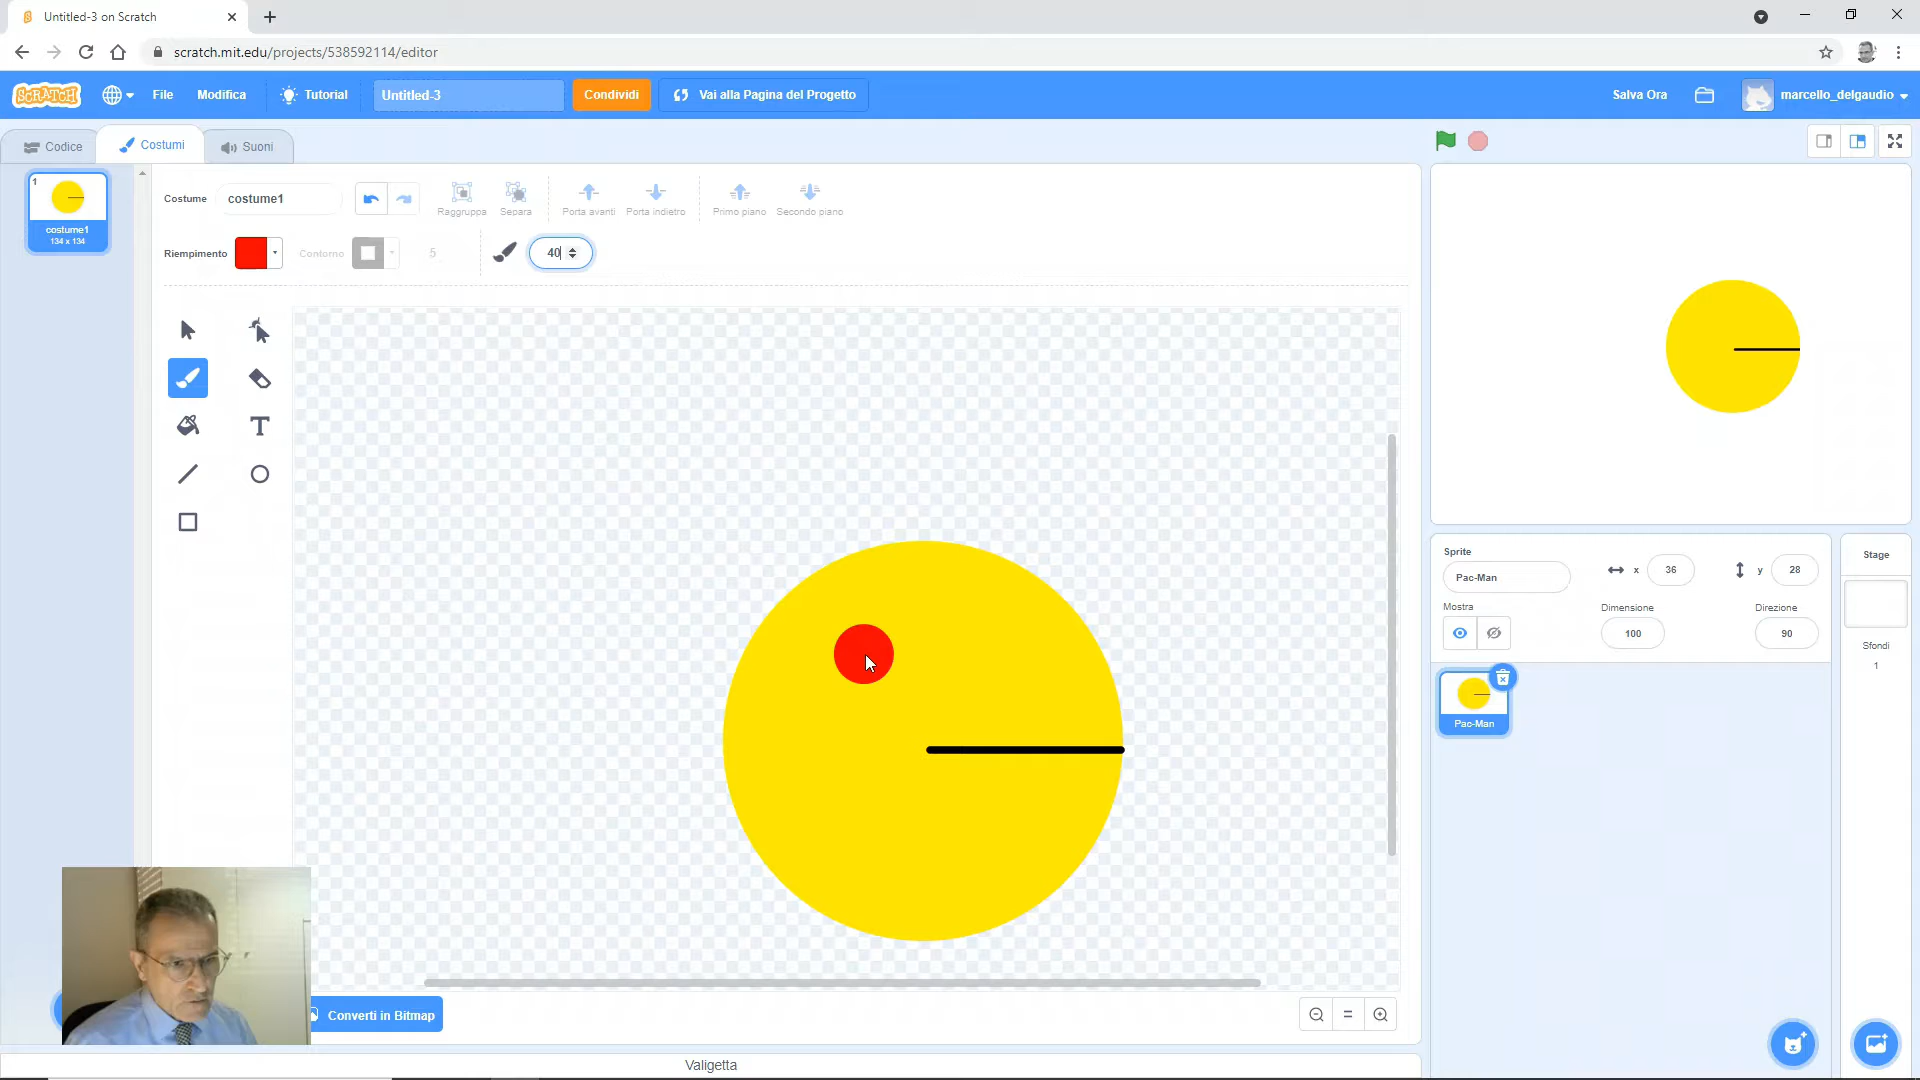 Untitled-3 on Scratch
scratch.mit.edu/projects/538592114/editor
SCRATCH
File
Modifica
Tutorial
Untitled-3
Condividi
Vai alla Pagina del Progetto
Salva Ora
marcello_delgaudio
Codice
Costumi
Suoni
1
costume1
134 x 134
Costume
costume1
Raggruppa
Separa
Porta avanti
Porta indietro
Primo piano
Secondo piano
Riempimento
Contorno
5
40
T
Sprite
Pac-Man
x
36
y
28
Mostra
Dimensione
100
Direzione
90
Pac-Man
Stage
Sfondi
1
Converti in Bitmap
Valigetta